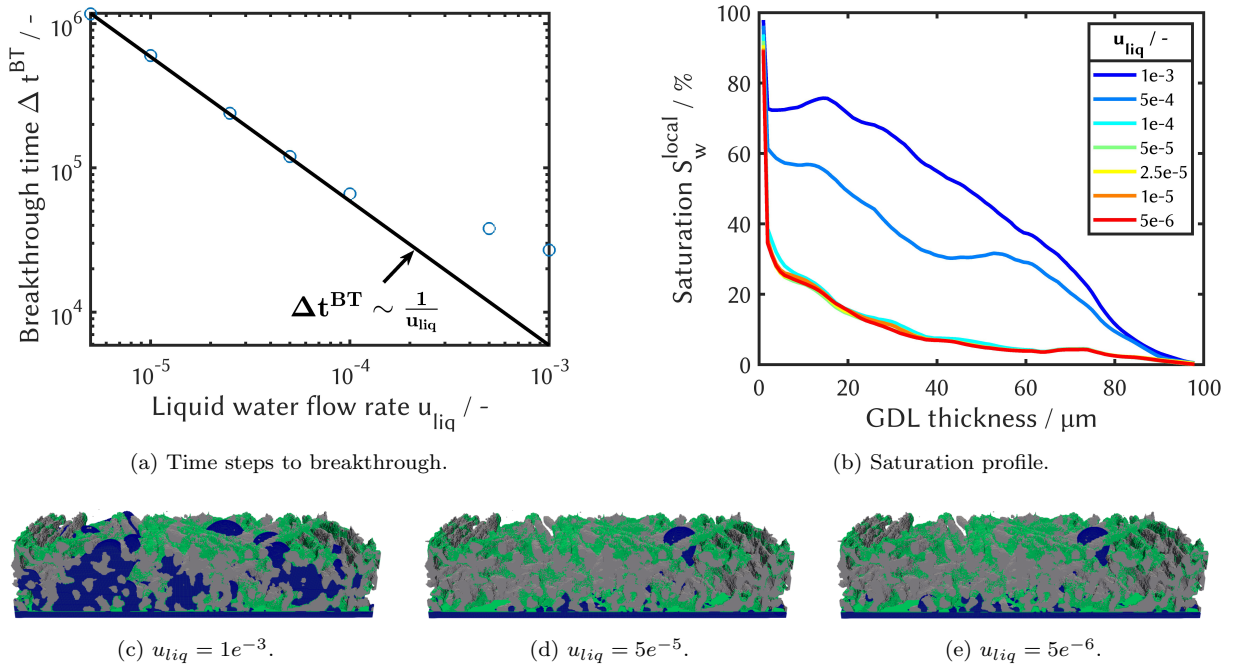 Breakthrough time Δ t^BT / -
10^6
10^5
10^4
Δt^BT ∼ 1/u_liq
10^-5 10^-4 10^-3
Liquid water flow rate u_liq / -
(a) Time steps to breakthrough.
Saturation S_w^local / %
100
80
60
40
20
0
u_liq / -
1e-3
5e-4
1e-4
5e-5
2.5e-5
1e-5
5e-6
0 20 40 60 80 100
GDL thickness / µm
(b) Saturation profile.
(c) u_liq = 1e^−3.
(d) u_liq = 5e^−5.
(e) u_liq = 5e^−6.